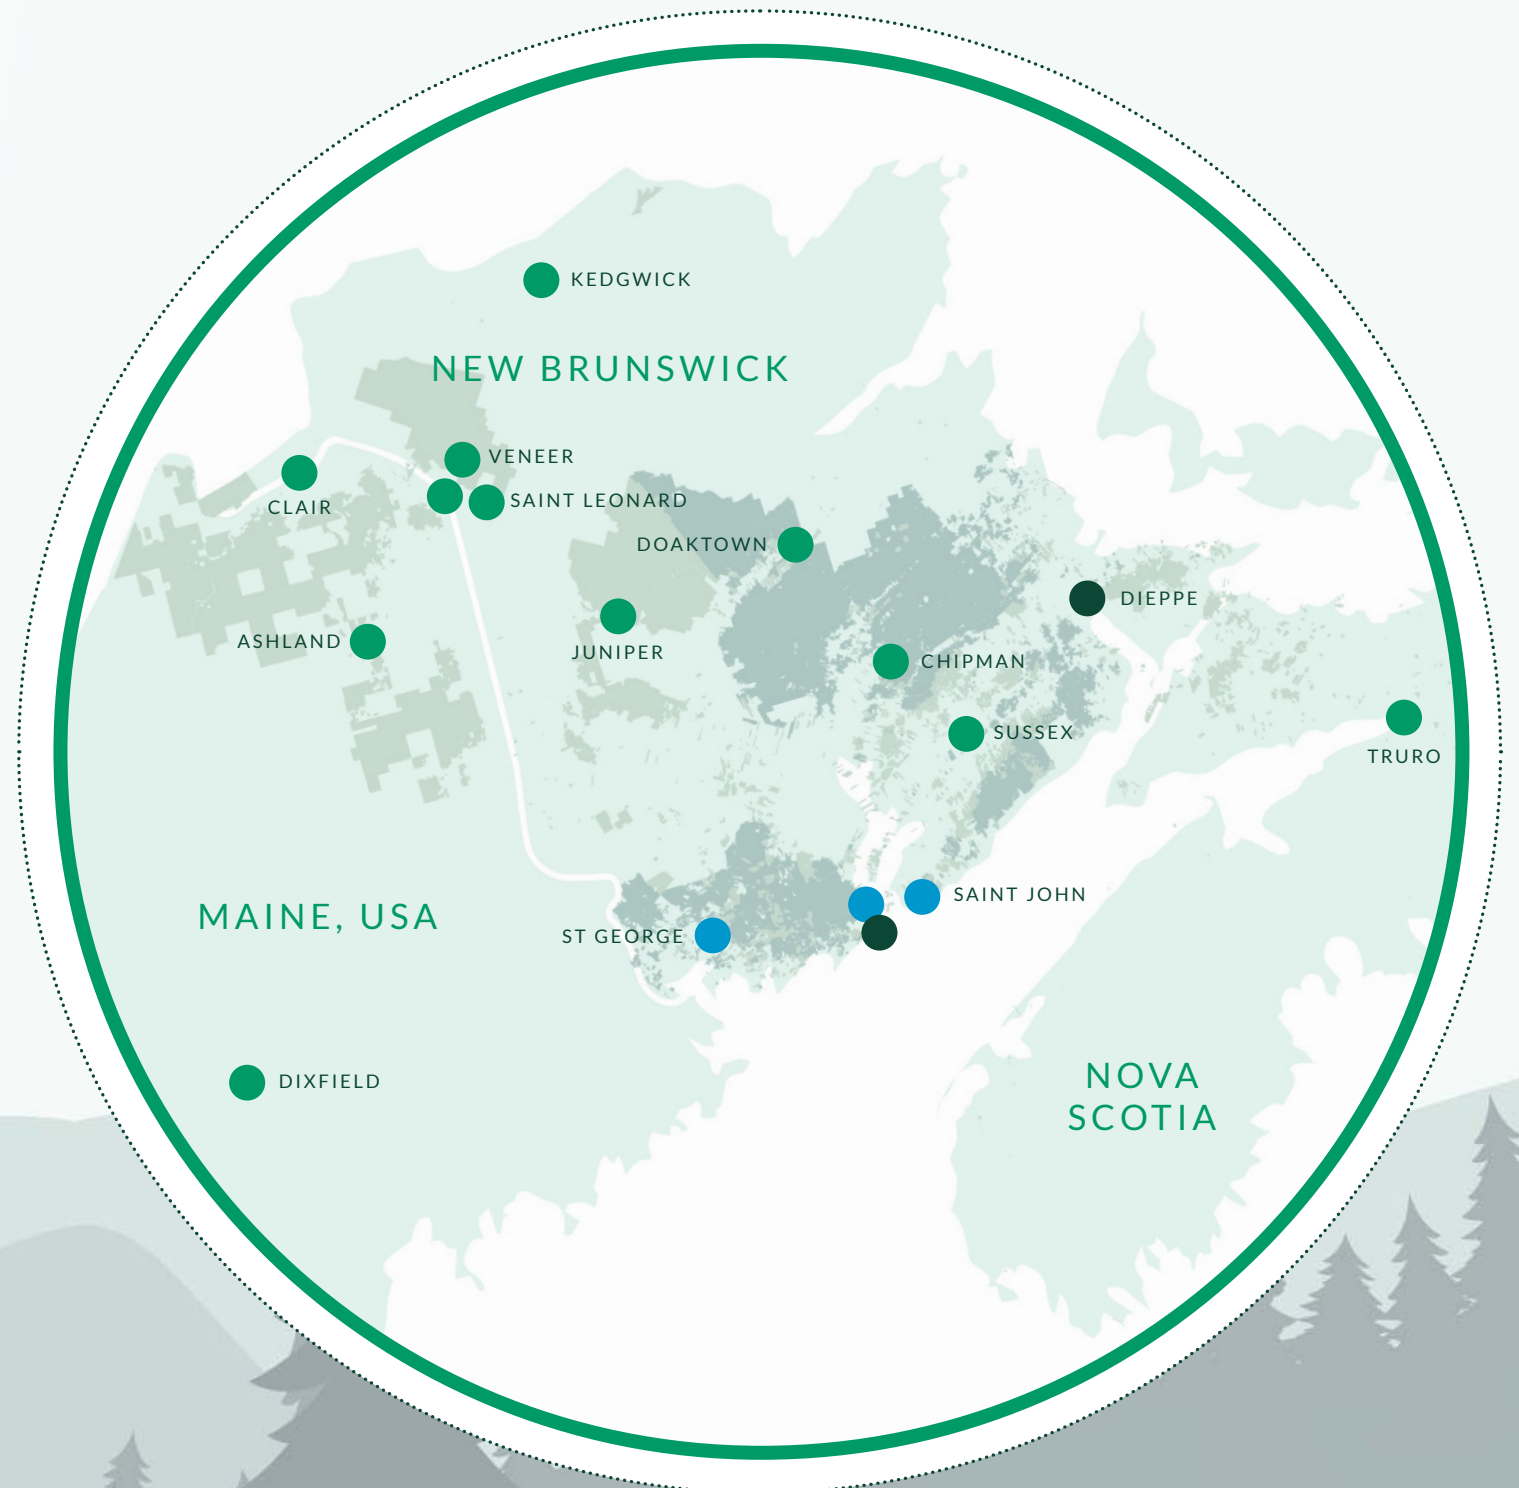 KEDGWICK
NEW BRUNSWICK
VENEER
CLAIR
SAINT LEONARD
DOAKTOWN
DIEPPE
ASHLAND
JUNIPER
CHIPMAN
SUSSEX
TRURO
SAINT JOHN
MAINE, USA
ST GEORGE
NOVA
SCOTIA
DIXFIELD